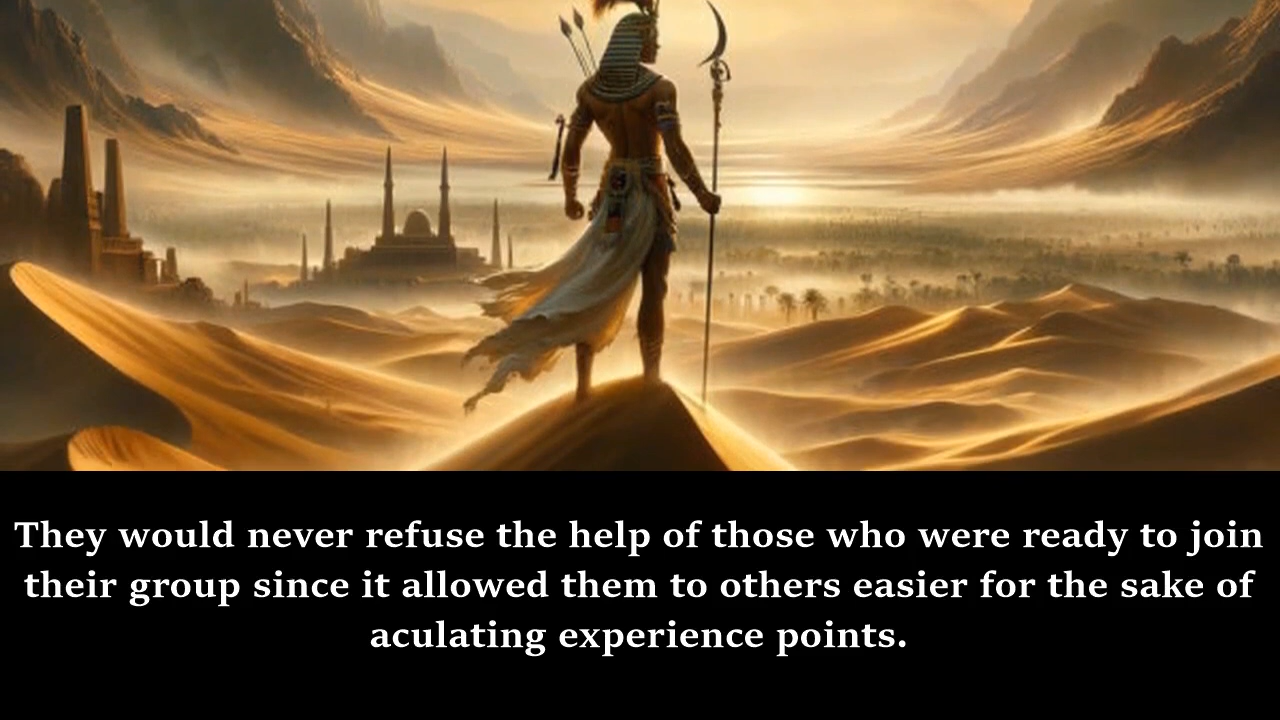 They would never refuse the help of those who were ready to join
their group since it allowed them to others easier for the sake of
aculating experience points.